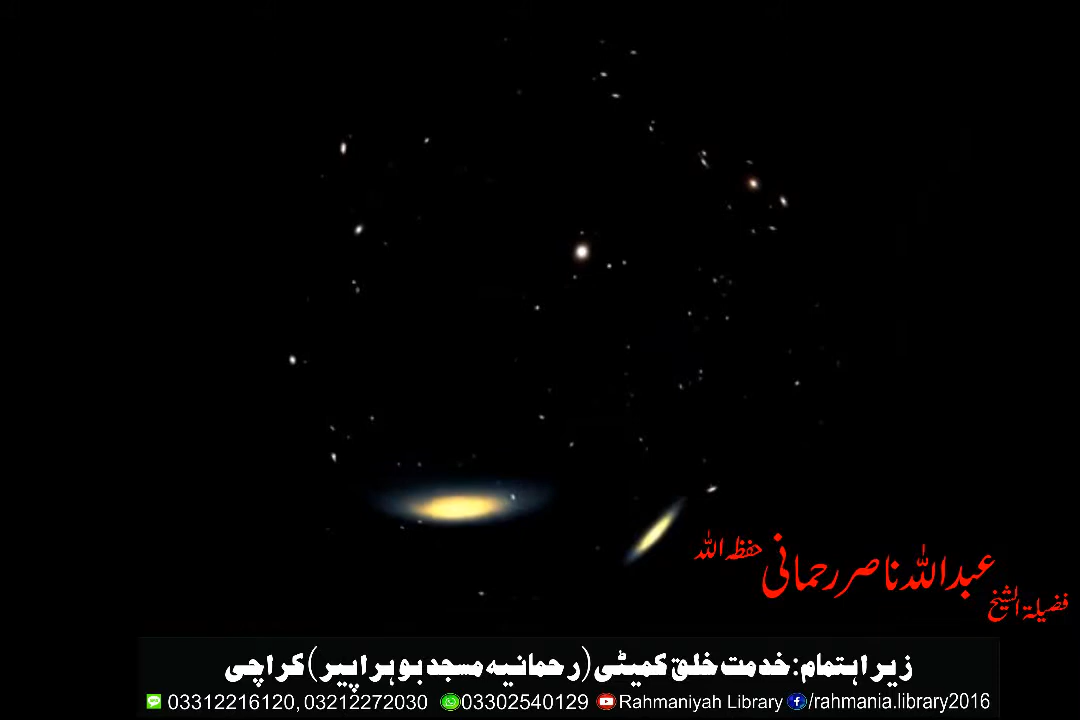 فضیلۃ الشیخ عبداللہ ناصر رحمانی حفظہ اللہ
زیر اہتمام: خدمت خلق کمیٹی (رحمانیہ مسجد بوہرا پیر) کراچی
03312216120, 03212272030 03302540129 Rahmaniyah Library /rahmania.library2016